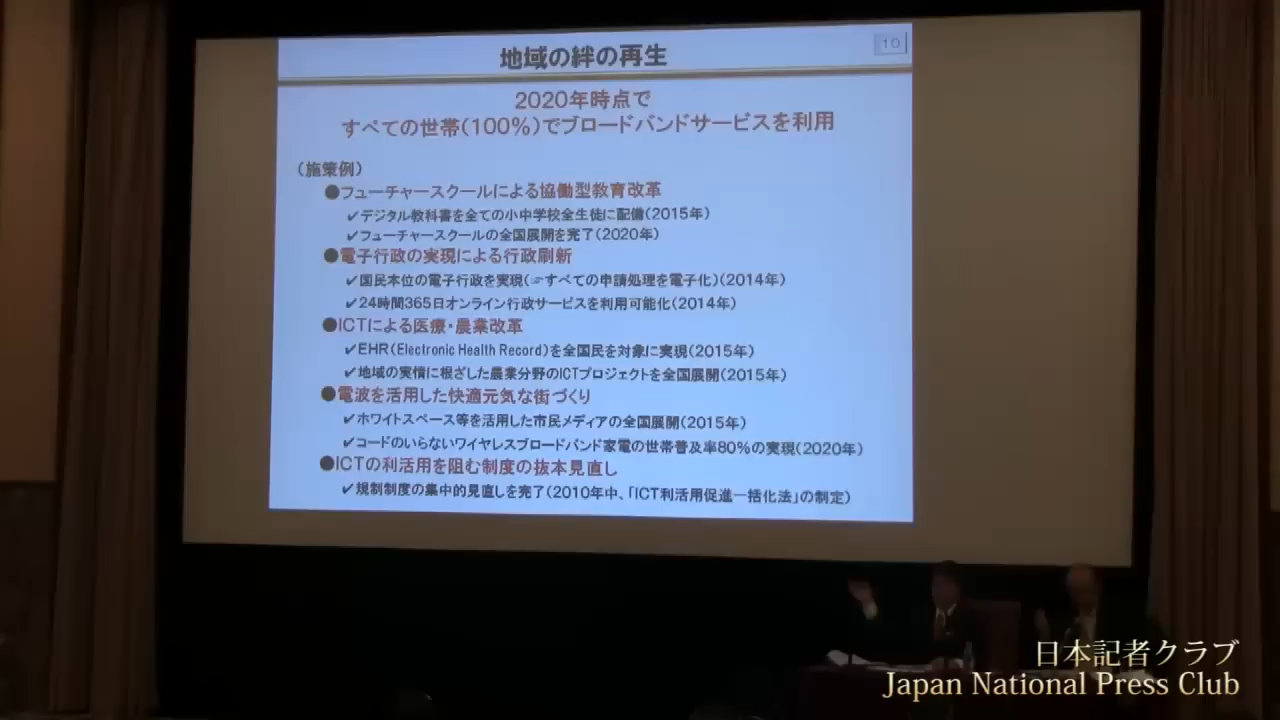 地域の絆の再生
10
2020年時点で
すべての世帯(100%)でブロードバンドサービスを利用
(施策例)
●フューチャースクールによる協働型教育改革
✔デジタル教科書を全ての小中学校全生徒に配備(2015年)
✔フューチャースクールの全国展開を完了(2020年)
●電子行政の実現による行政刷新
✔国民本位の電子行政を実現(☞すべての申請処理を電子化)(2014年)
✔24時間365日オンライン行政サービスを利用可能化(2014年)
●ICTによる医療・農業改革
✔EHR(Electronic Health Record)を全国民を対象に実現(2015年)
✔地域の実情に根ざした農業分野のICTプロジェクトを全国展開(2015年)
●電波を活用した快適元気な街づくり
✔ホワイトスペース等を活用した市民メディアの全国展開(2015年)
✔コードのいらないワイヤレスブロードバンド家電の世帯普及率80%の実現(2020年)
●ICTの利活用を阻む制度の抜本見直し
✔規制制度の集中的見直しを完了(2010年中、「ICT利活用促進一括化法」の制定)
日本記者クラブ
Japan National Press Club